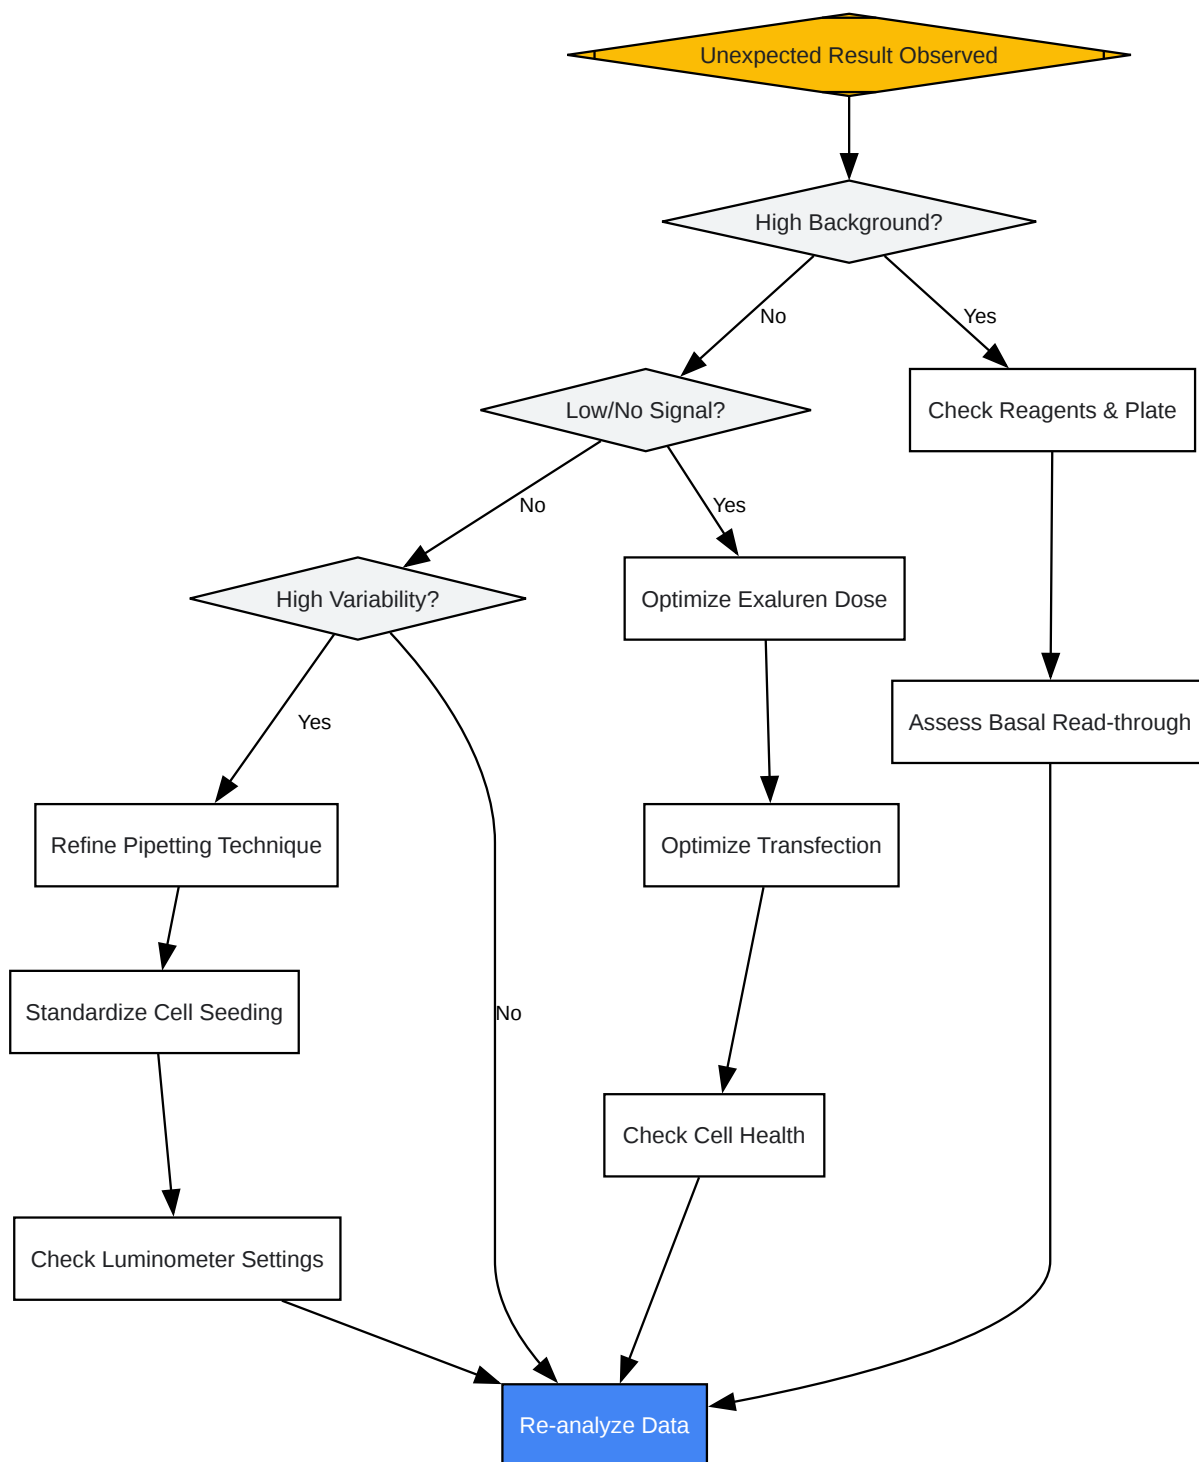 Unexpected Result Observed
High Background?
No
Yes
Low/No Signal?
Check Reagents & Plate
No
Yes
High Variability?
Optimize Exaluren Dose
Yes
Assess Basal Read-through
Refine Pipetting Technique
Optimize Transfection
Standardize Cell Seeding
No
Check Cell Health
Check Luminometer Settings
Re-analyze Data